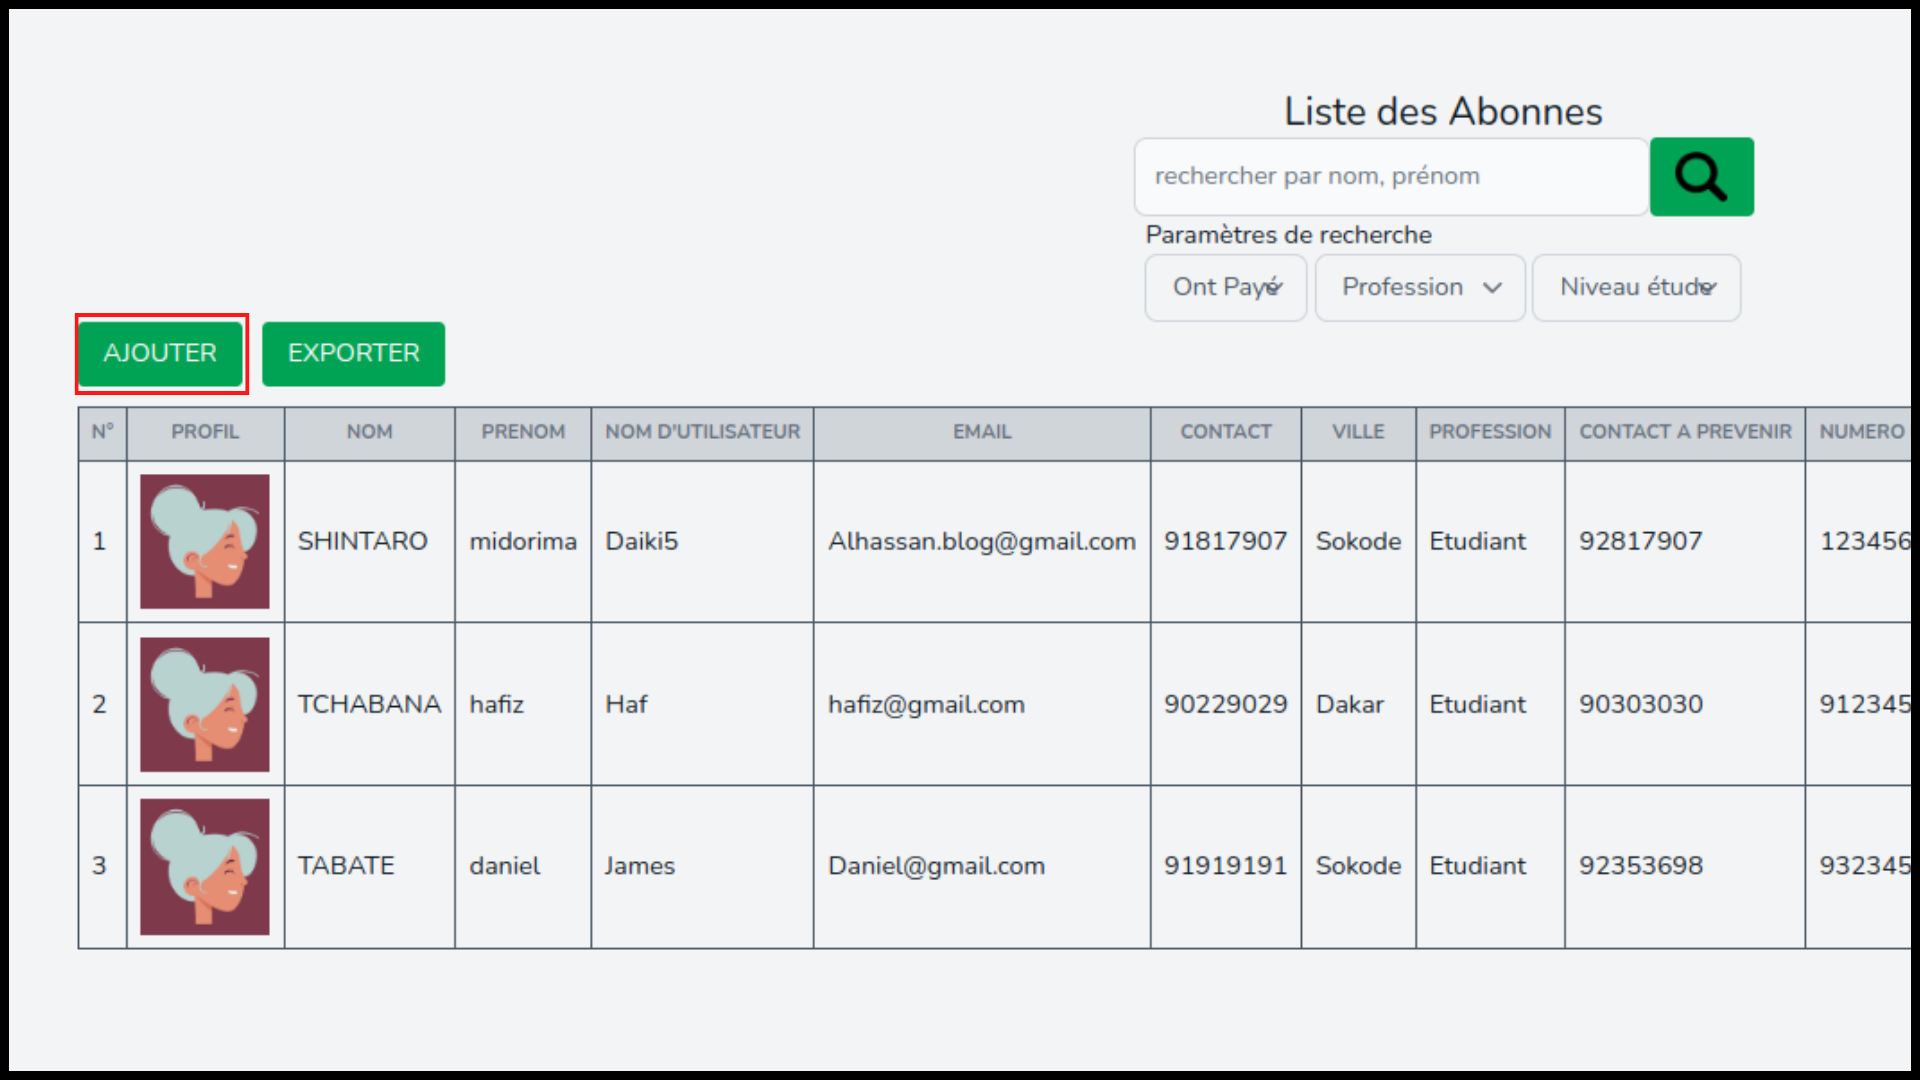 Liste des Abonnes
rechercher par nom, prénom
Paramètres de recherche
Ont Payé Profession Niveau étude
AJOUTER EXPORTER
N° PROFIL NOM PRENOM NOM D'UTILISATEUR EMAIL CONTACT VILLE PROFESSION CONTACT A PREVENIR NUMERO
1 SHINTARO midorima Daiki5 Alhassan.blog@gmail.com 91817907 Sokode Etudiant 92817907 123456
2 TCHABANA hafiz Haf hafiz@gmail.com 90229029 Dakar Etudiant 90303030 912345
3 TABATE daniel James Daniel@gmail.com 91919191 Sokode Etudiant 92353698 932345